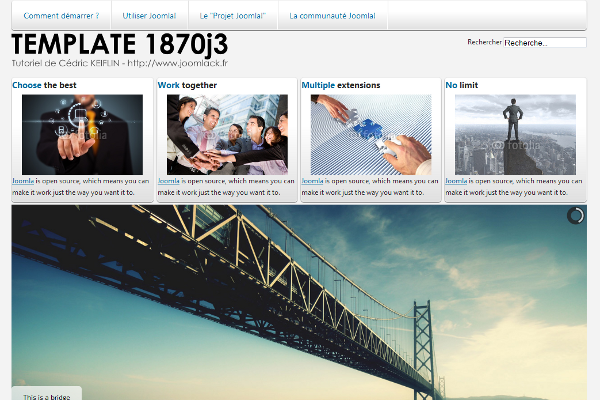 Comment démarrer ?
Utiliser Joomla!
Le "Projet Joomla!"
La communauté Joomla!
TEMPLATE 1870j3
Tutoriel de Cédric KEIFLIN - http://www.joomlack.fr
Rechercher Recherche...
Choose the best
Joomla is open source, which means you can
make it work just the way you want it to.
Work together
Joomla is open source, which means you can
make it work just the way you want it to.
Multiple extensions
Joomla is open source, which means you can
make it work just the way you want it to.
No limit
fotolia
Joomla is open source, which means you can
make it work just the way you want it to.
This is a bridge